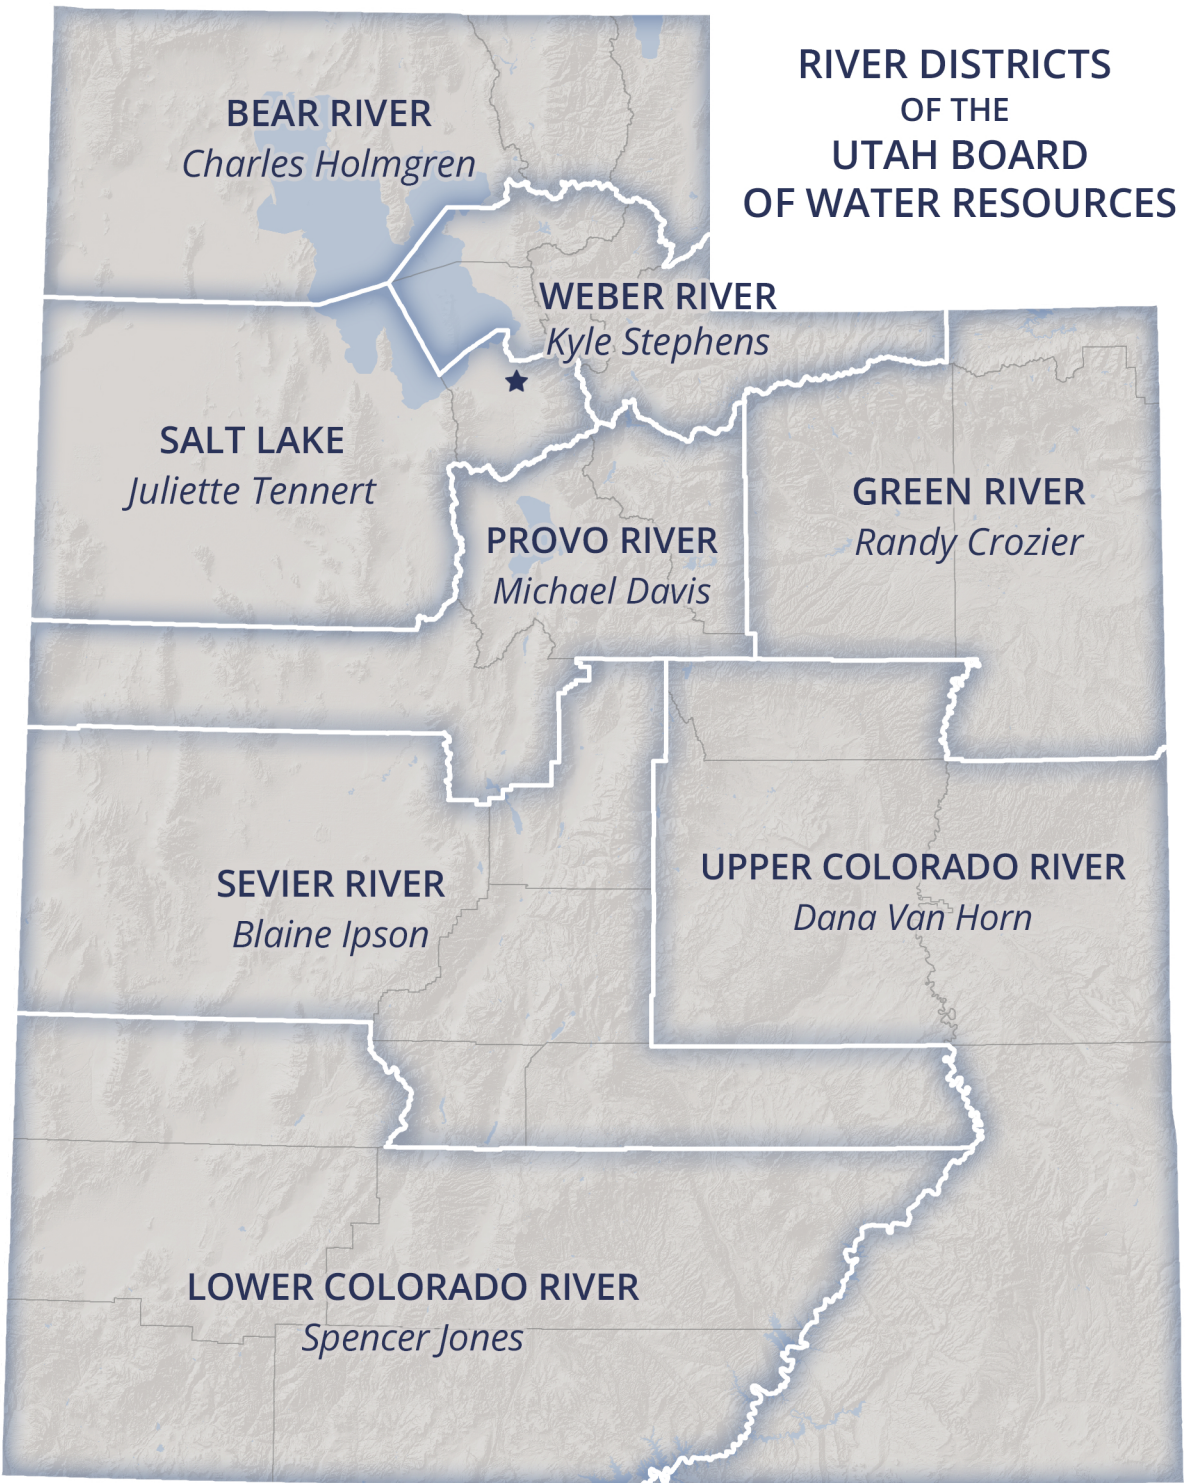 RIVER DISTRICTS
OF THE
UTAH BOARD
OF WATER RESOURCES
BEAR RIVER
Charles Holmgren
WEBER RIVER
Kyle Stephens
SALT LAKE
Juliette Tennert
PROVO RIVER
Michael Davis
GREEN RIVER
Randy Crozier
SEVIER RIVER
Blaine Ipson
UPPER COLORADO RIVER
Dana Van Horn
LOWER COLORADO RIVER
Spencer Jones